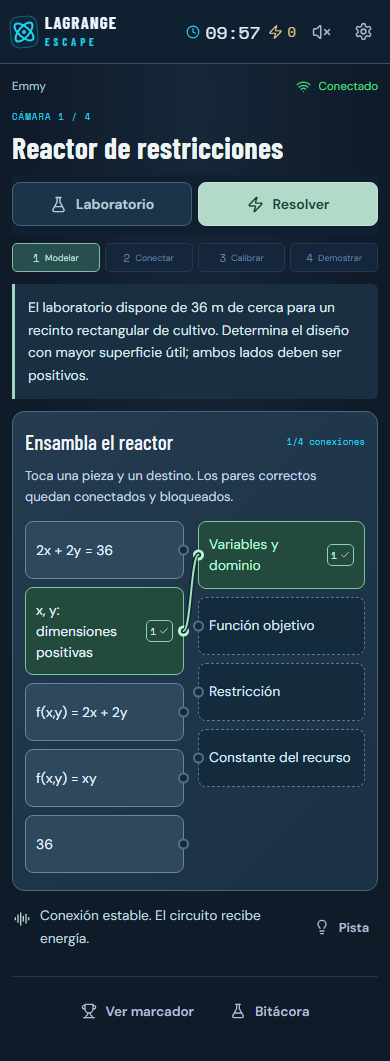 LAGRANGE
ESCAPE
09:57
0
Emmy
Conectado
CÁMARA 1 / 4
Reactor de restricciones
Laboratorio
Resolver
1 Modelar
2 Conectar
3 Calibrar
4 Demostrar
El laboratorio dispone de 36 m de cerca para un
recinto rectangular de cultivo. Determina el diseño
con mayor superficie útil; ambos lados deben ser
positivos.
Ensambla el reactor
1/4 conexiones
Toca una pieza y un destino. Los pares correctos
quedan conectados y bloqueados.
2x + 2y = 36
x, y:
dimensiones
positivas
1 ✓
f(x,y) = 2x + 2y
f(x,y) = xy
36
Variables y
dominio
1 ✓
Función objetivo
Restricción
Constante del recurso
Conexión estable. El circuito recibe
energía.
Pista
Ver marcador
Bitácora